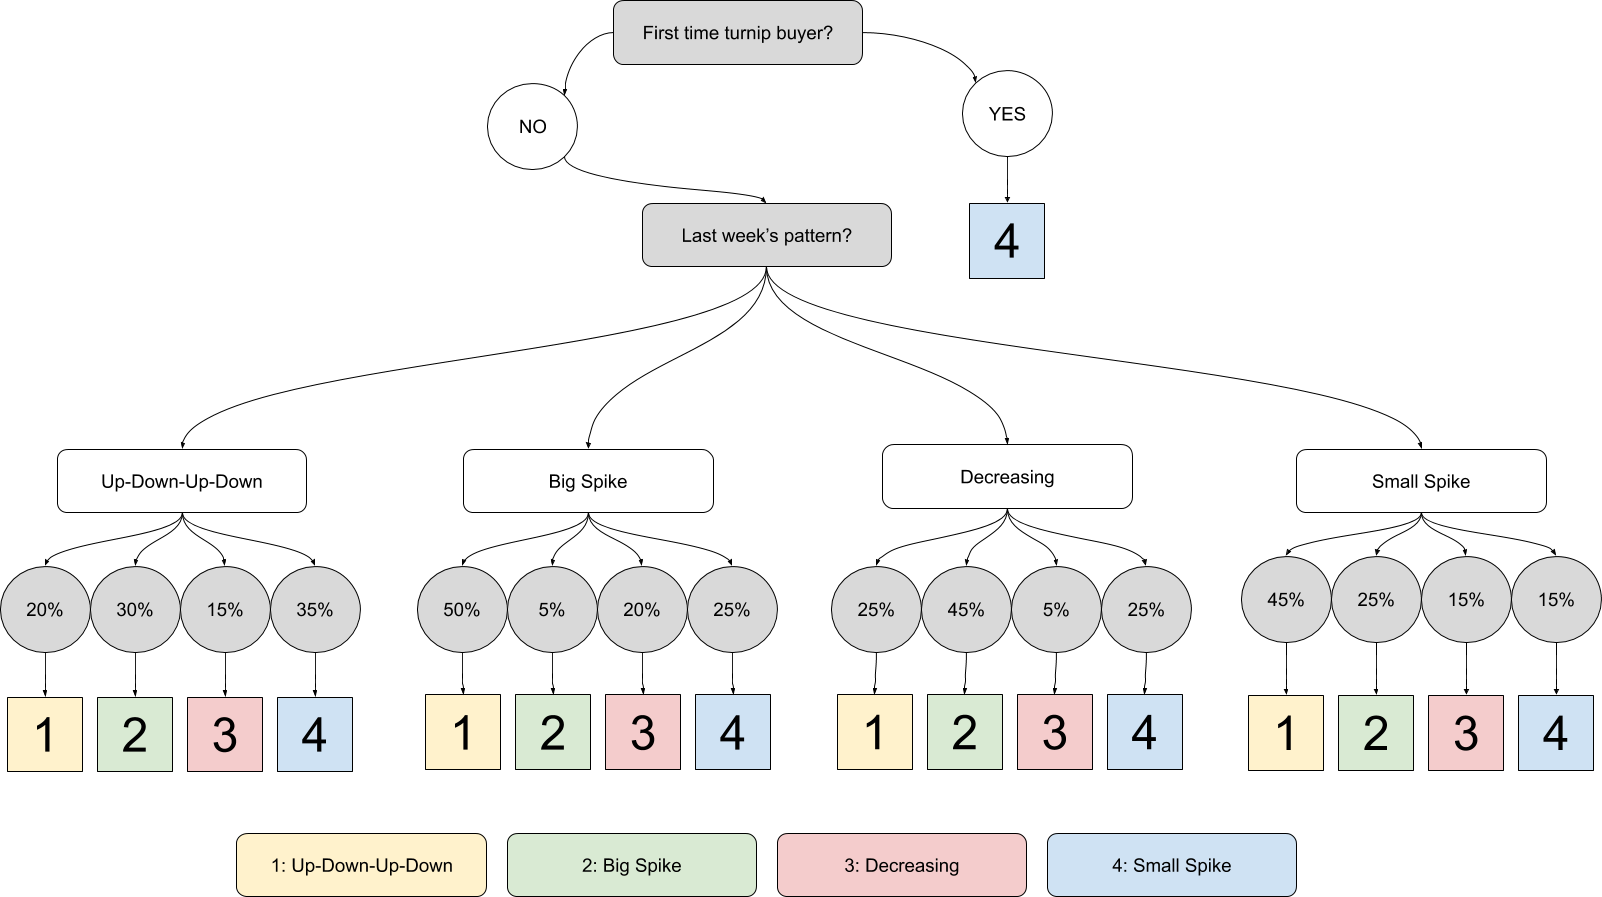 First time turnip buyer?
NO
YES
Last week's pattern?
4
Up-Down-Up-Down
Big Spike
Decreasing
Small Spike
20%
30%
15%
35%
50%
5%
20%
25%
25%
45%
5%
25%
45%
25%
15%
15%
1
2
3
4
1
2
3
4
1
2
3
4
1
2
3
4
1: Up-Down-Up-Down
2: Big Spike
3: Decreasing
4: Small Spike